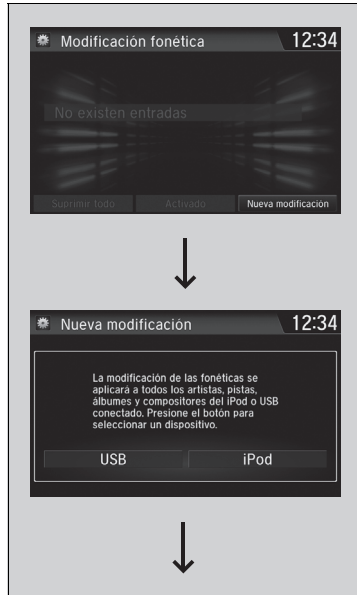 Modificación fonética 12:34
No existen entradas
Suprimir todo Activado Nueva modificación
Nueva modificación 12:34
La modificación de las fonéticas se
aplicará a todos los artistas, pistas,
álbumes y compositores del iPod o USB
conectado. Presione el botón para
seleccionar un dispositivo.
USB iPod